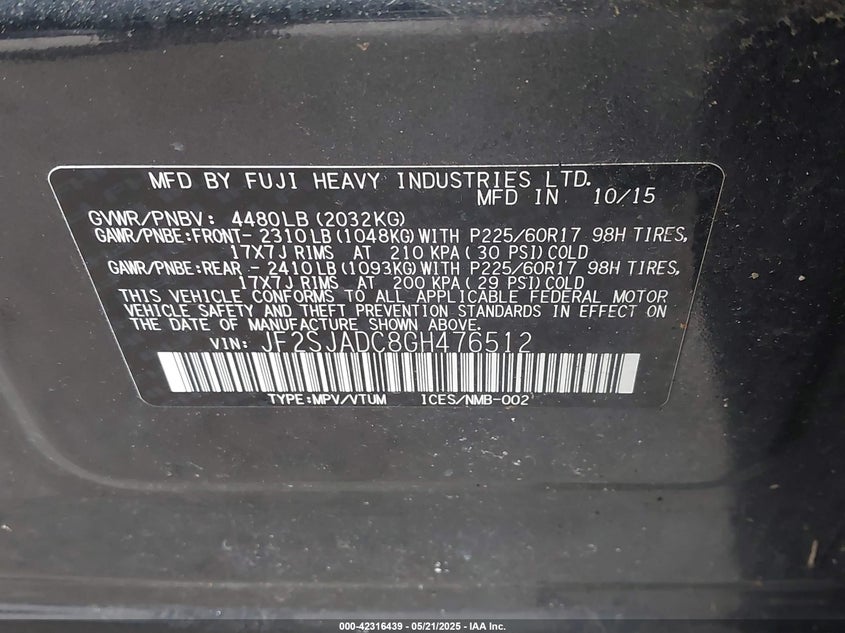 MFD BY FUJI HEAVY INDUSTRIES LTD.
MFD IN 10/15
GVWR/PNBV: 4480LB (2032KG)
GAWR/PNBE:FRONT- 2310LB (1048KG) WITH P225/60R17 98H TIRES,
17X7J RIMS AT 210 KPA (30 PSI) COLD
GAWR/PNBE:REAR - 2410LB (1093KG) WITH P225/60R17 98H TIRES,
17X7J RIMS AT 200 KPA (29 PSI) COLD
THIS VEHICLE CONFORMS TO ALL APPLICABLE FEDERAL MOTOR
VEHICLE SAFETY AND THEFT PREVENTION STANDARDS IN EFFECT ON
THE DATE OF MANUFACTURE SHOWN ABOVE.
VIN: JF2SJADC8GH476512
TYPE:MPV/VTUM ICES/NMB-002
000-42316439 - 05/21/2025 - IAA Inc.